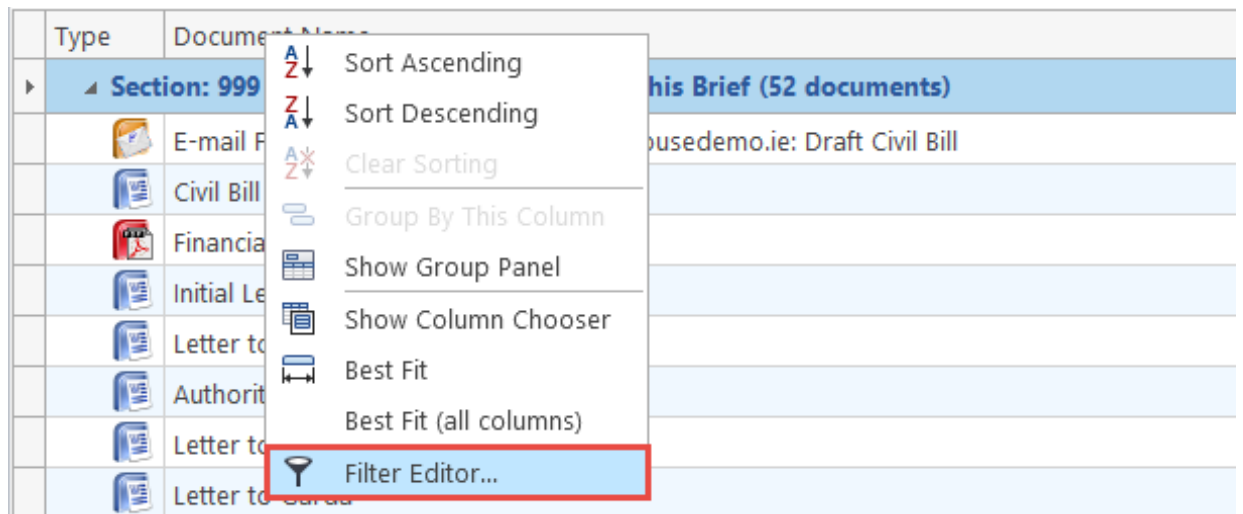 Type Document Name
Section: 999 his Brief (52 documents)
E-mail F ousedemo.ie: Draft Civil Bill
Civil Bill
Financia
Initial Le
Letter to
Authorit
Letter to
Letter to Garda
Sort Ascending
Sort Descending
Clear Sorting
Group By This Column
Show Group Panel
Show Column Chooser
Best Fit
Best Fit (all columns)
Filter Editor...